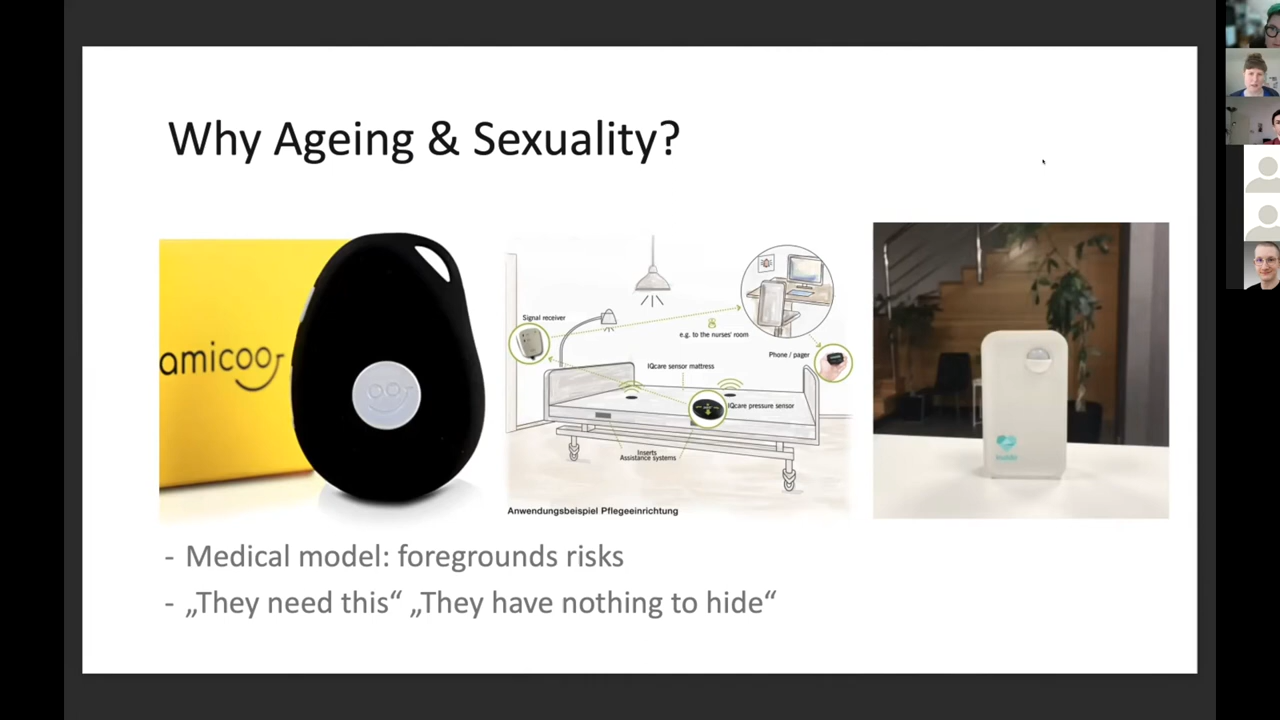 Why Ageing & Sexuality?
amicoo
Signal receiver
e.g. to the nurses' room
Phone / pager
IQcare sensor mattress
IQcare pressure sensor
Inserts
Assistance systems
Anwendungsbeispiel Pflegeeinrichtung
- Medical model: foregrounds risks
- „They need this“ „They have nothing to hide“